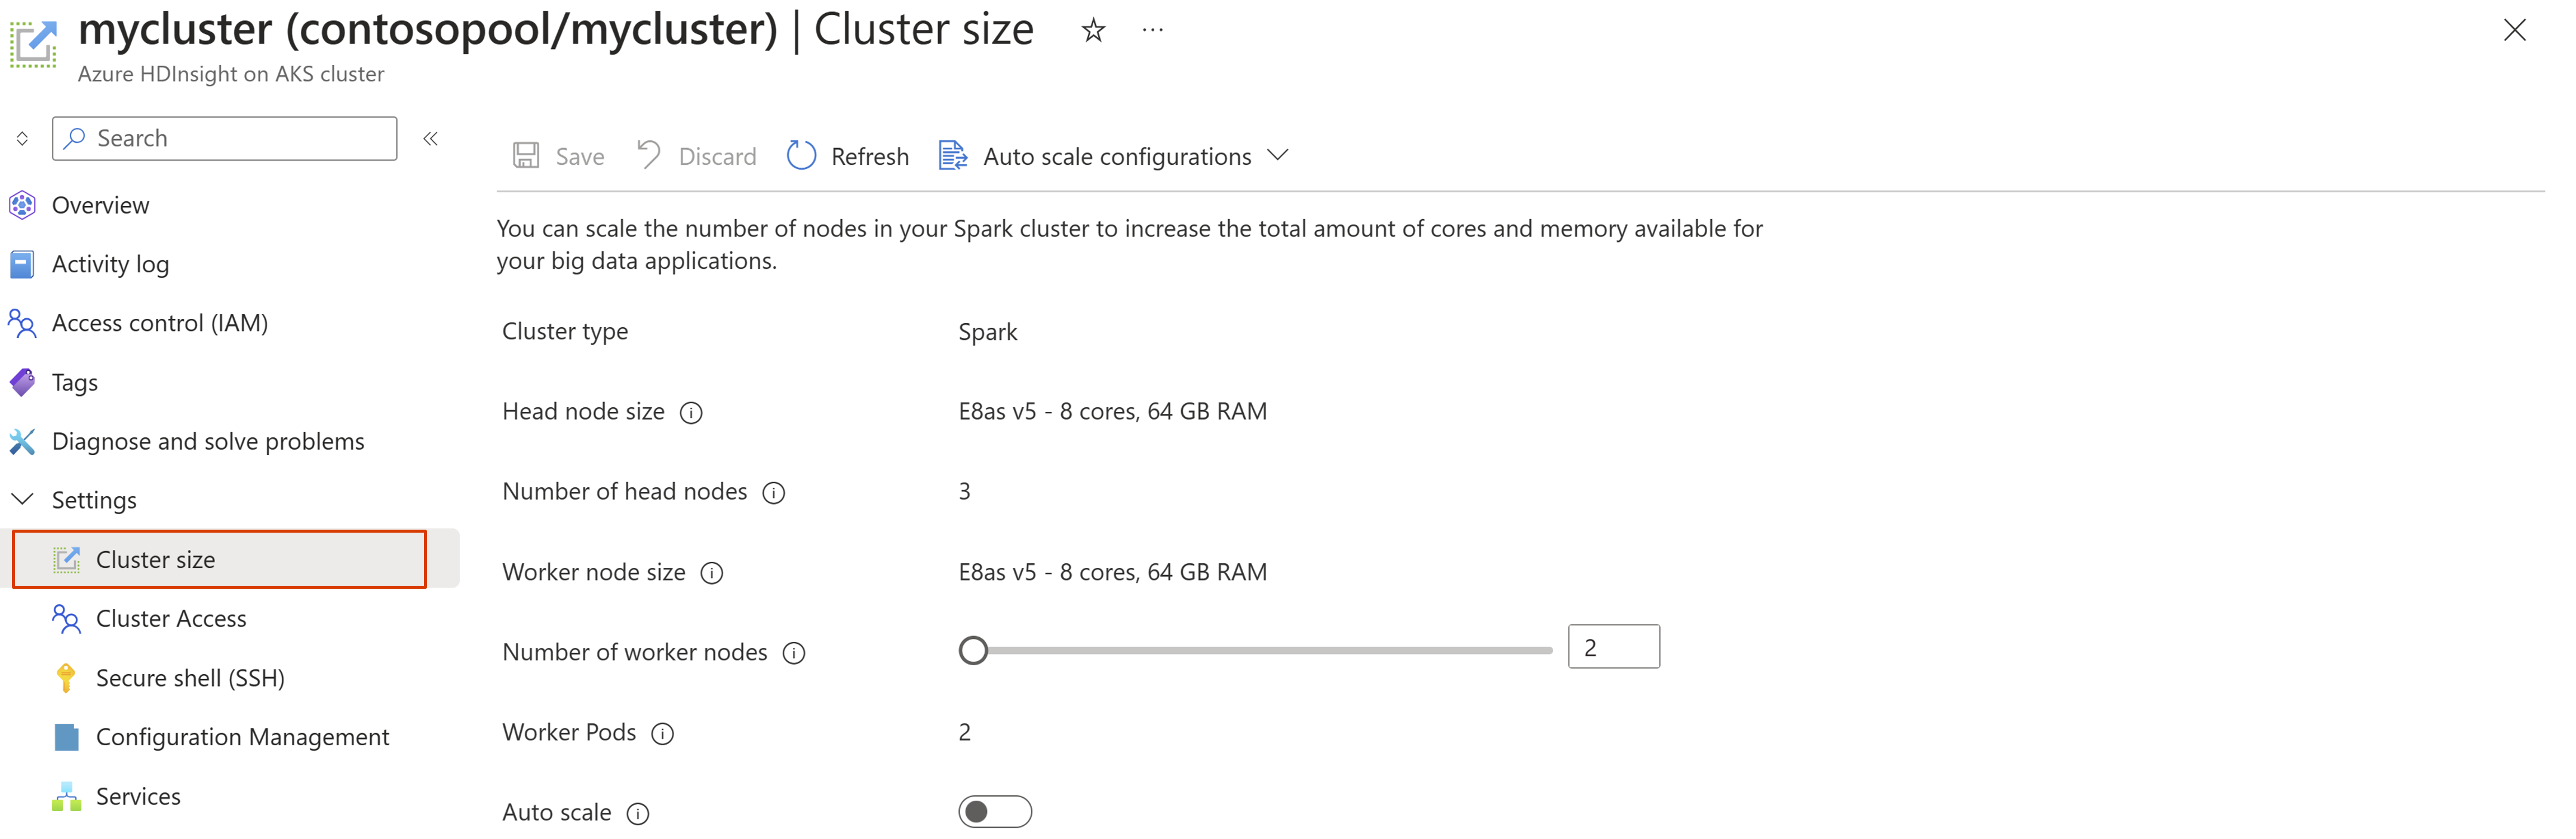 mycluster (contosopool/mycluster) | Cluster size
Azure HDInsight on AKS cluster
Search
Overview
Activity log
Access control (IAM)
Tags
Diagnose and solve problems
Settings
Cluster size
Cluster Access
Secure shell (SSH)
Configuration Management
Services
Save Discard Refresh Auto scale configurations
You can scale the number of nodes in your Spark cluster to increase the total amount of cores and memory available for
your big data applications.
Cluster type Spark
Head node size E8as v5 - 8 cores, 64 GB RAM
Number of head nodes 3
Worker node size E8as v5 - 8 cores, 64 GB RAM
Number of worker nodes 2
Worker Pods 2
Auto scale